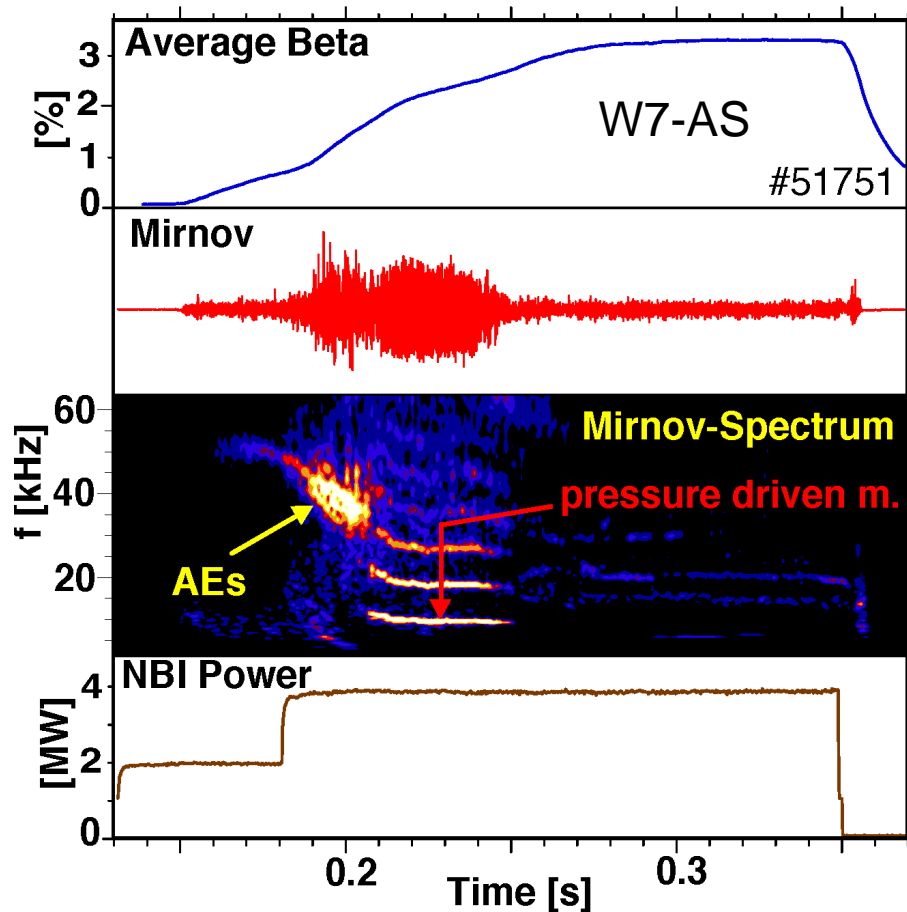 Average Beta
[%]
3
2
1
0
W7-AS
#51751
Mirnov
f [kHz]
60
40
20
Mirnov-Spectrum
pressure driven m.
AEs
NBI Power
[MW]
4
2
0
0.2
0.3
Time [s]